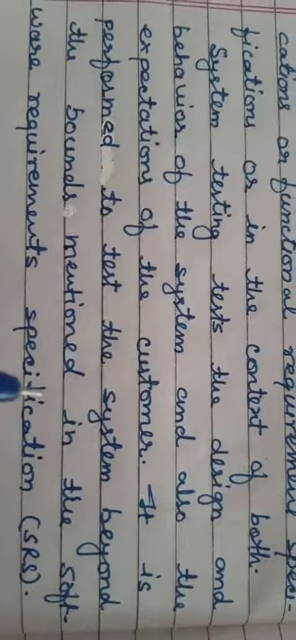 cations or functional requirement speci-
fications or in the context of both.
System testing tests the design and
behavior of the system and also the
expectations of the customer. It is
performed to test the system beyond
the bounds mentioned in the soft-
ware requirements specification (SRS).